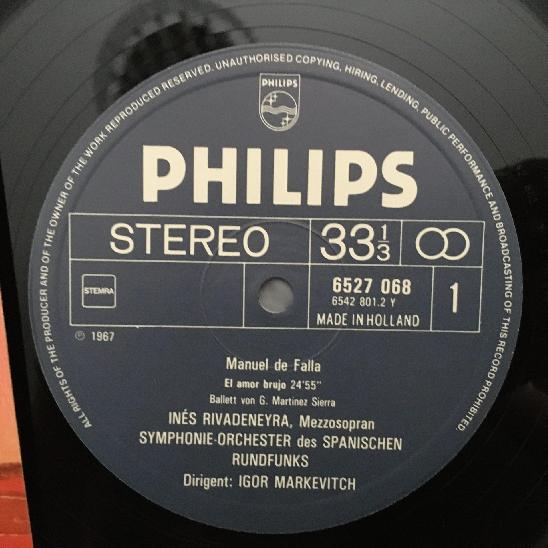 ALL RIGHTS OF THE PRODUCER AND OF THE OWNER OF THE WORK REPRODUCED RESERVED. UNAUTHORISED COPYING, HIRING, LENDING, PUBLIC PERFORMANCE AND BROADCASTING OF THIS RECORD PROHIBITED.
PHILIPS
PHILIPS
STEREO 33 1/3
STEMRA 6527 068 1
6542 801.2 Y
MADE IN HOLLAND
℗ 1967
Manuel de Falla
El amor brujo 24'55"
Ballett von G. Martinez Sierra
INÉS RIVADENEYRA, Mezzosopran
SYMPHONIE-ORCHESTER des SPANISCHEN
RUNDFUNKS
Dirigent: IGOR MARKEVITCH